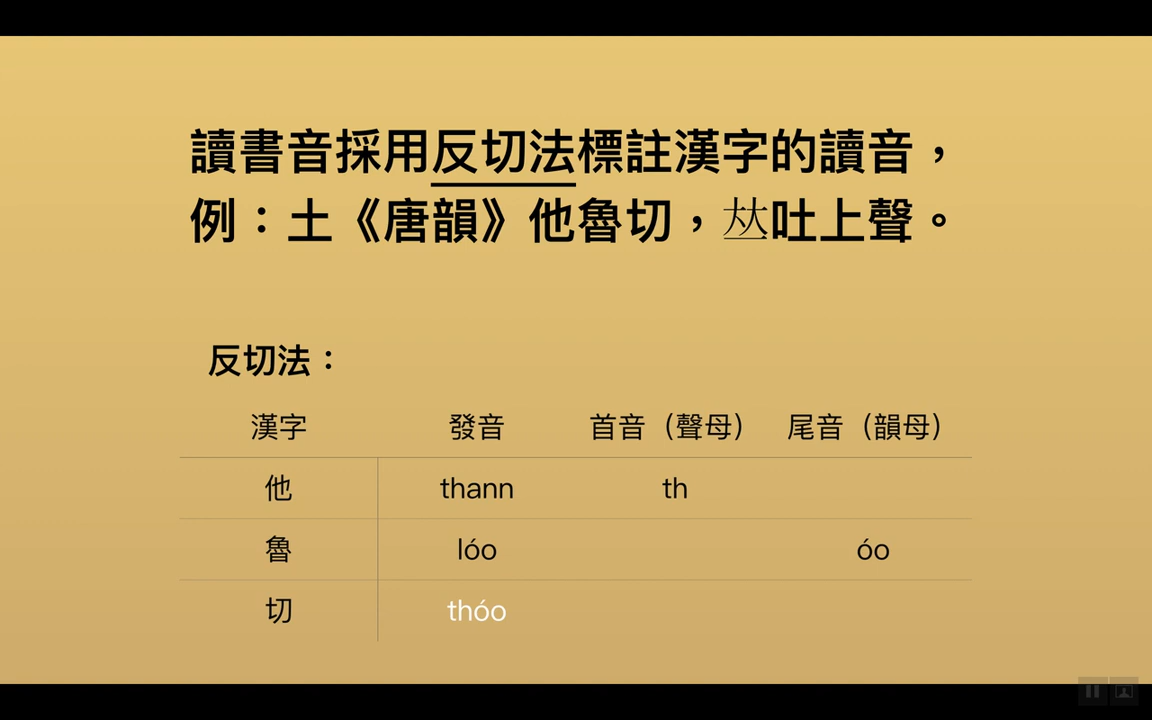 讀書音採用反切法標註漢字的讀音，
例：土《唐韻》他魯切，𠀤吐上聲。
反切法：
漢字 發音 首音（聲母） 尾音（韻母）
他 thann th
魯 lóo óo
切 thóo